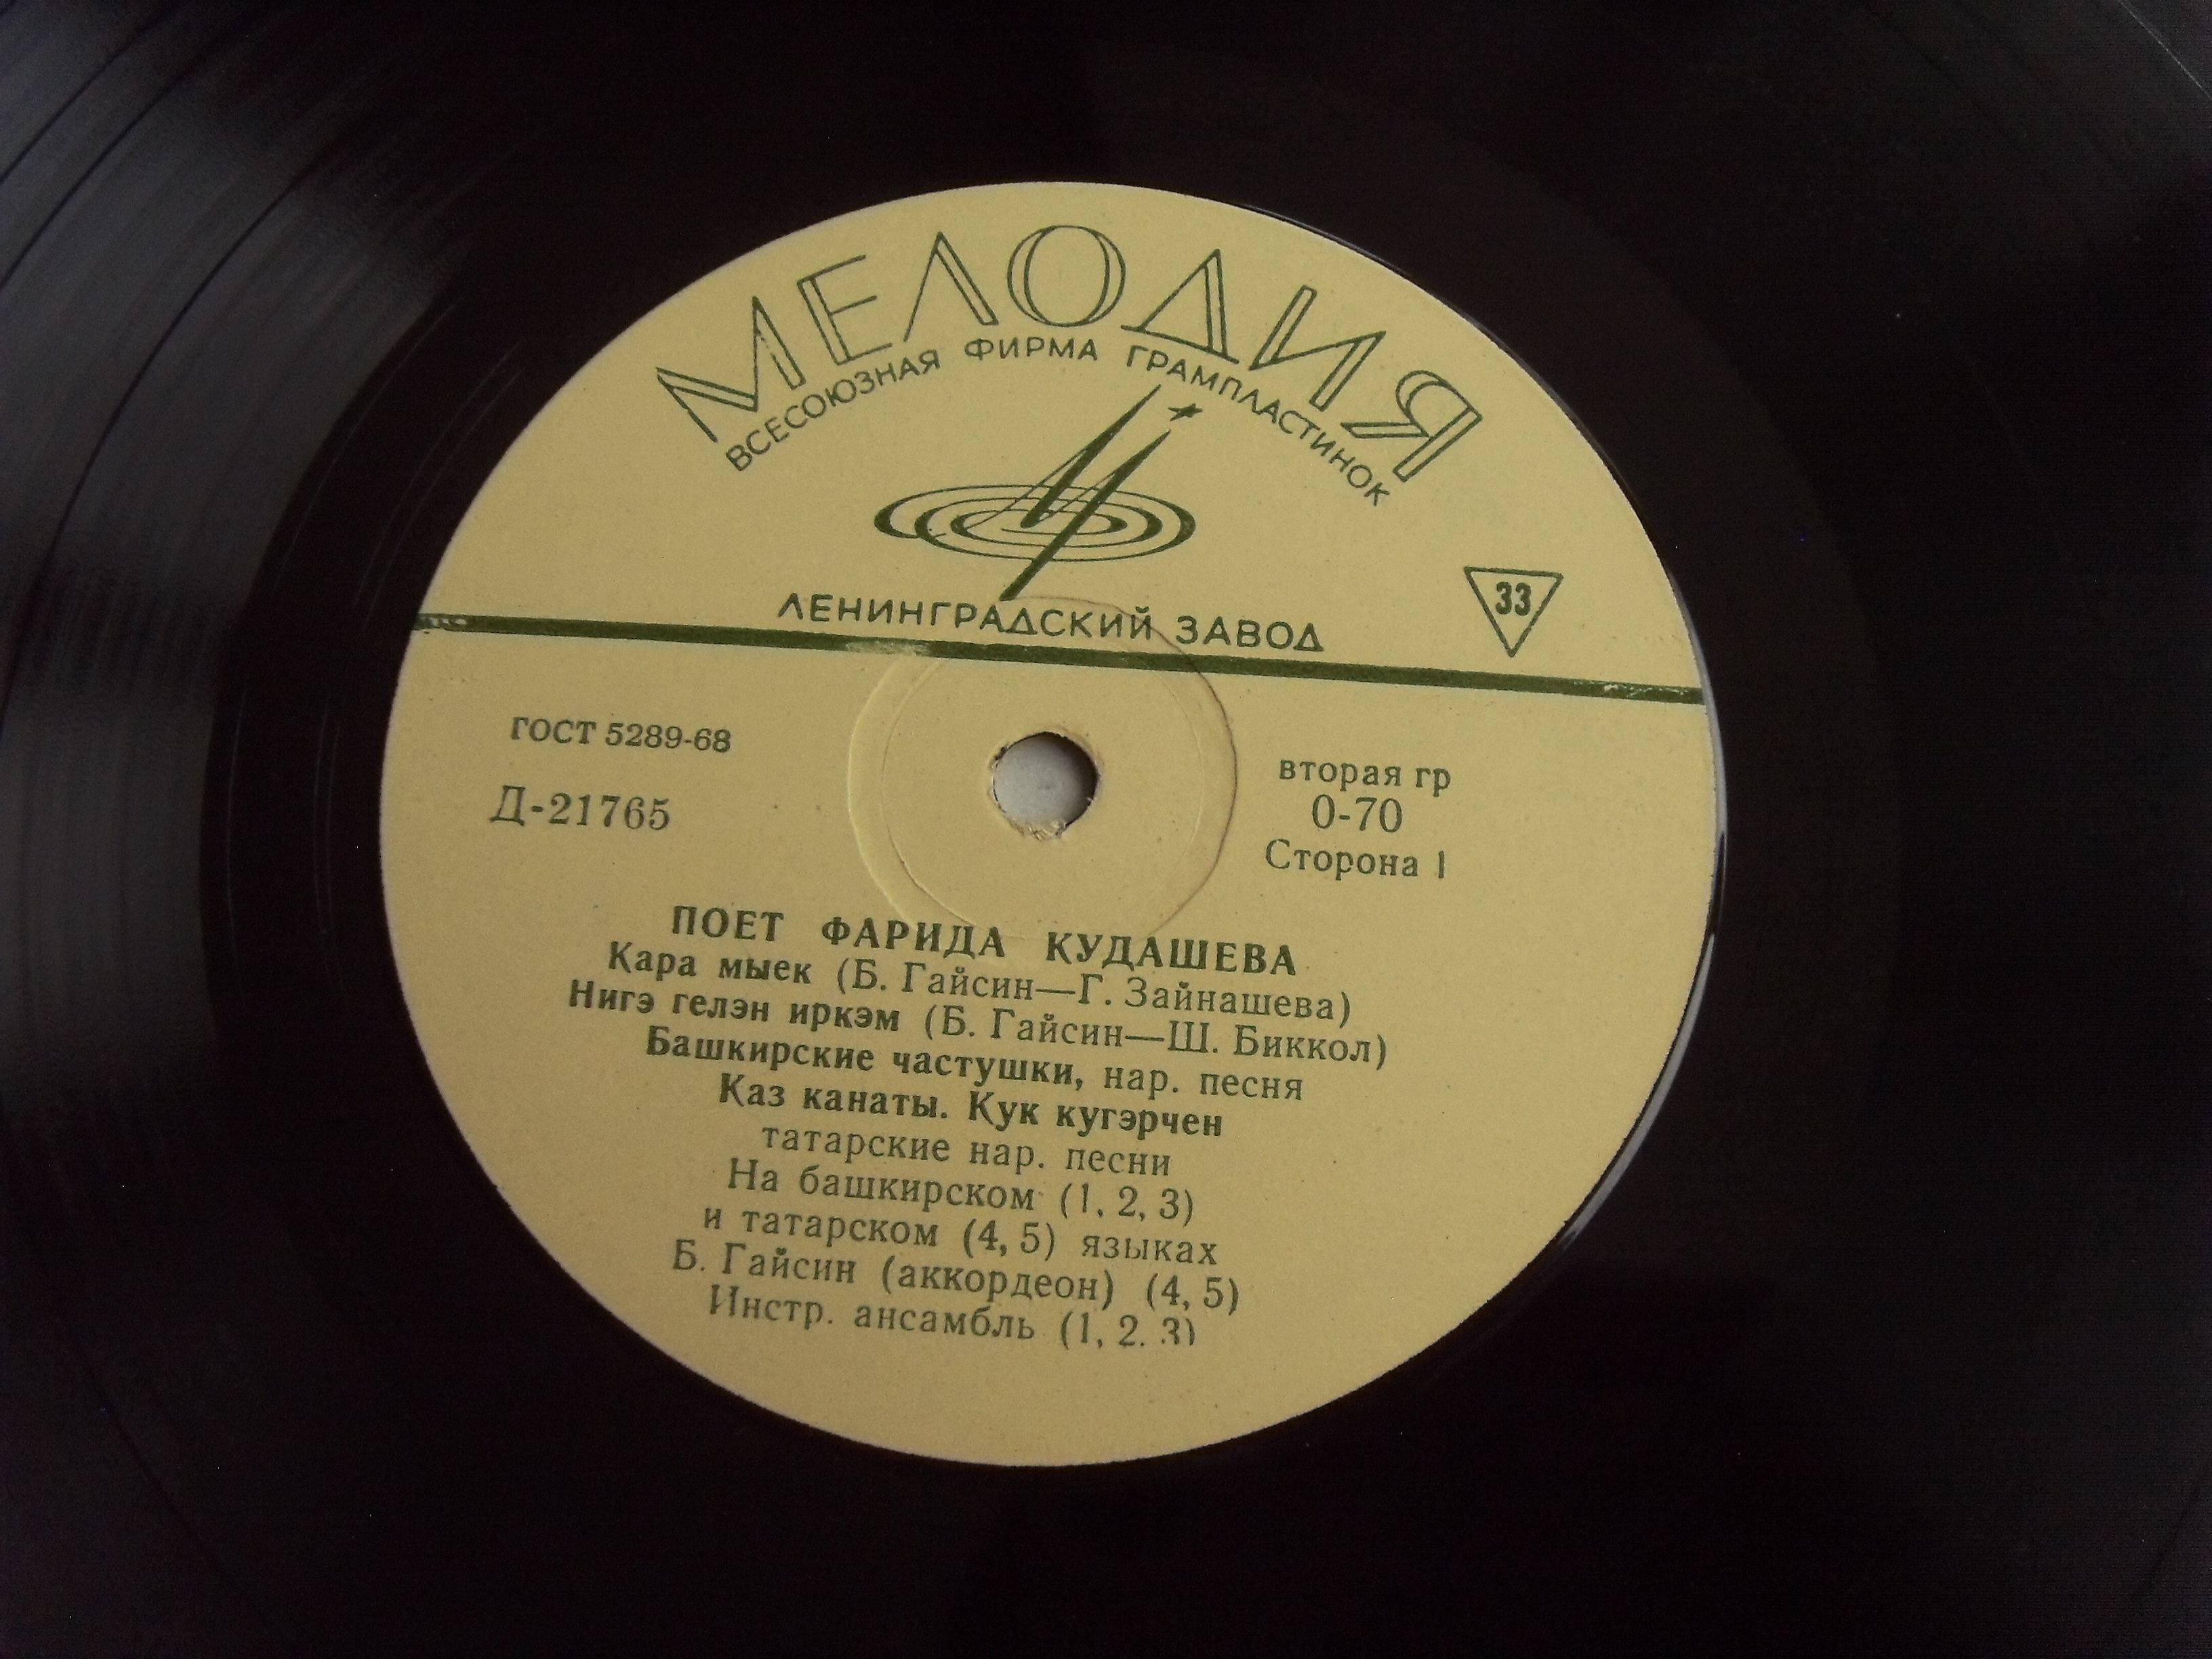 МЕЛОДИЯ
ВСЕСОЮЗНАЯ ФИРМА ГРАМПЛАСТИНОК
ЛЕНИНГРАДСКИЙ ЗАВОД
33
ГОСТ 5289-68
Д-21765
вторая гр
0-70
Сторона 1
ПОЕТ ФАРИДА КУДАШЕВА
Кара мыек (Б. Гайсин—Г. Зайнашева)
Нигэ гелэн иркэм (Б. Гайсин—Ш. Биккол)
Башкирские частушки, нар. песня
Каз канаты. Кук кугэрчен
татарские нар. песни
На башкирском (1, 2, 3)
и татарском (4, 5) языках
Б. Гайсин (аккордеон) (4, 5)
Инстр. ансамбль (1, 2. 3)